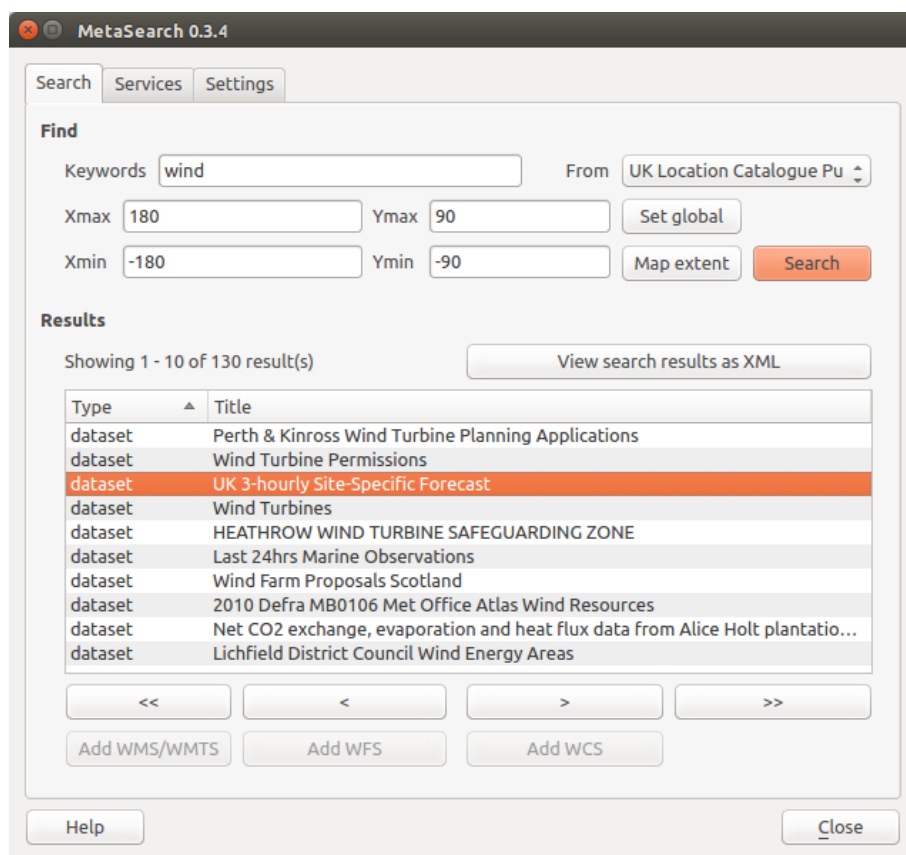 MetaSearch 0.3.4
Search Services Settings
Find
Keywords wind From UK Location Catalogue Pu
Xmax 180 Ymax 90 Set global
Xmin -180 Ymin -90 Map extent Search
Results
Showing 1 - 10 of 130 result(s) View search results as XML
Type Title
dataset Perth & Kinross Wind Turbine Planning Applications
dataset Wind Turbine Permissions
dataset UK 3-hourly Site-Specific Forecast
dataset Wind Turbines
dataset HEATHROW WIND TURBINE SAFEGUARDING ZONE
dataset Last 24hrs Marine Observations
dataset Wind Farm Proposals Scotland
dataset 2010 Defra MB0106 Met Office Atlas Wind Resources
dataset Net CO2 exchange, evaporation and heat flux data from Alice Holt plantatio...
dataset Lichfield District Council Wind Energy Areas
<< < > >>
Add WMS/WMTS Add WFS Add WCS
Help Close